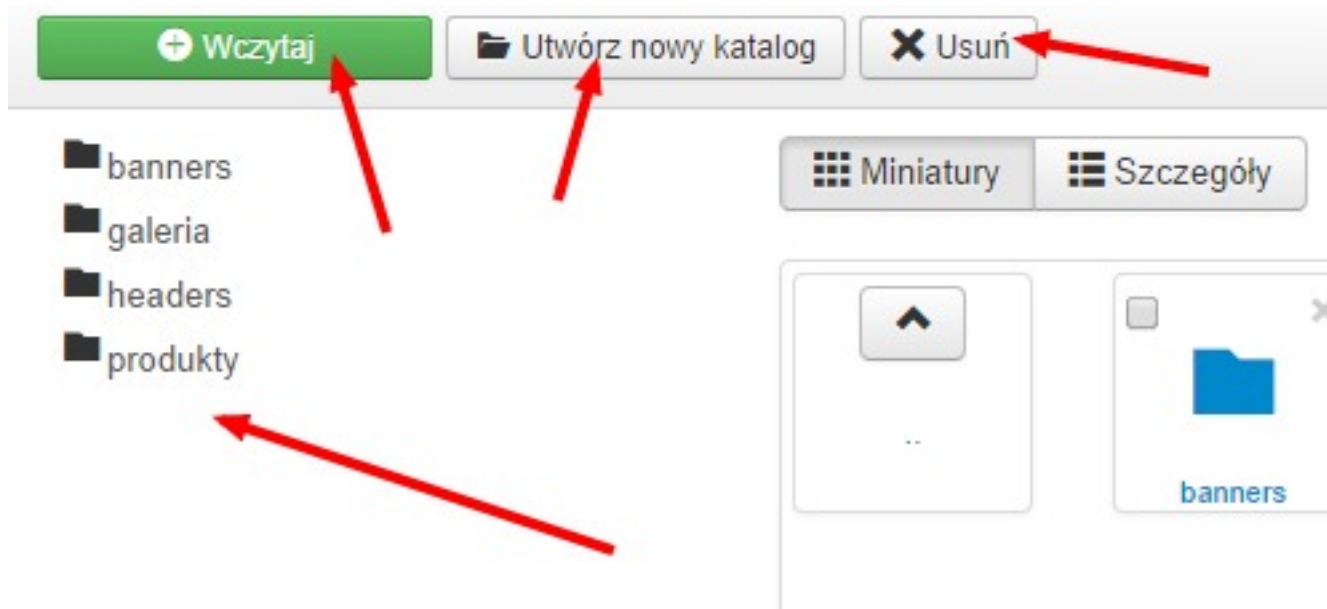 Wczytaj
Utwórz nowy katalog
Usuń
banners
galeria
headers
produkty
Miniatury
Szczegóły
..
banners